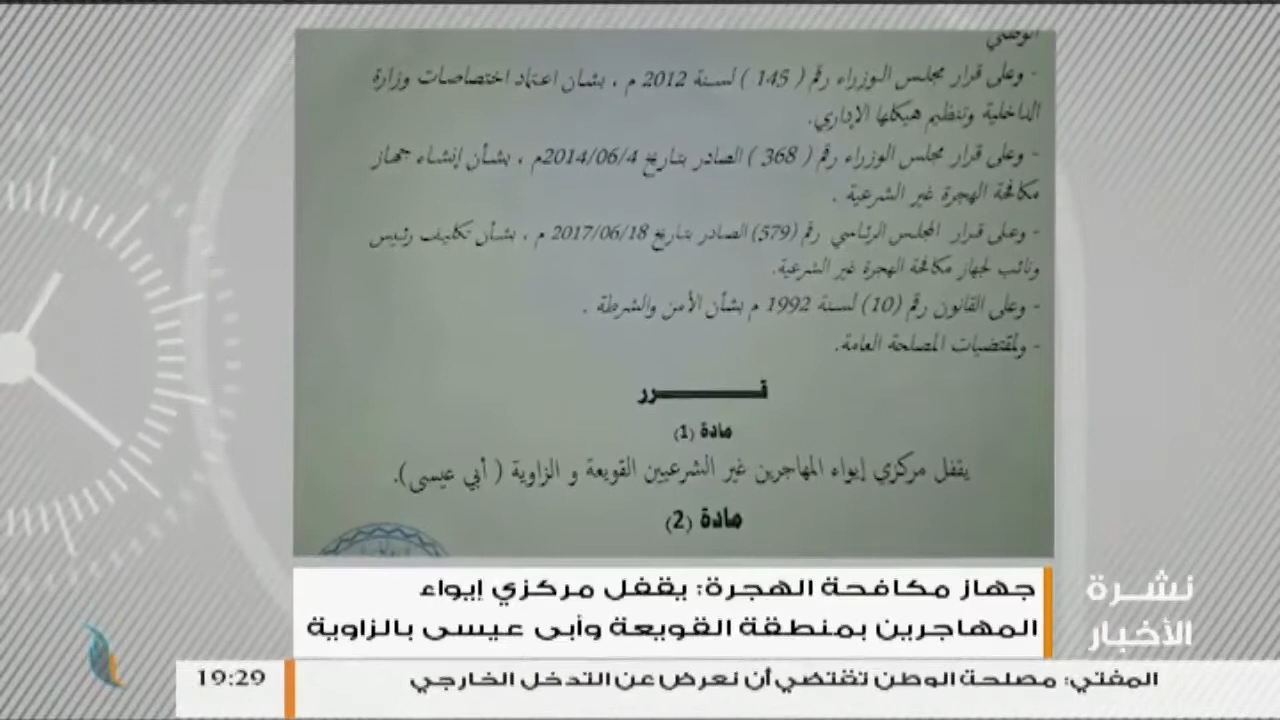 الوطني
- وعلى قرار مجلس الوزراء رقم ( 145 ) لسنة 2012 م ، بشأن اعتماد اختصاصات وزارة
الداخلية وتنظيم هيكلها الإداري.
- وعلى قرار مجلس الوزراء رقم ( 368 ) الصادر بتاريخ 2014/06/4م ، بشأن إنشاء جهاز
مكافحة الهجرة غير الشرعية .
- وعلى قرار المجلس الرئاسي رقم (579) الصادر بتاريخ 2017/06/18 م ، بشأن تكليف رئيس
ونائب لجهاز مكافحة الهجرة غير الشرعية.
- وعلى القانون رقم (10) لسنة 1992 م بشأن الأمن والشرطة .
- ولمقتضيات المصلحة العامة.
قـــــــرر
مادة (1)
يقفل مركزي إيواء المهاجرين غير الشرعيين القويعة و الزاوية ( أبي عيسى).
مادة (2)
جهاز مكافحة الهجرة: يقفل مركزي إيواء
المهاجرين بمنطقة القويعة وأبى عيسى بالزاوية
نشرة
الأخبار
المفتي: مصلحة الوطن تقتضي أن نعرض عن التدخل الخارجي
19:29